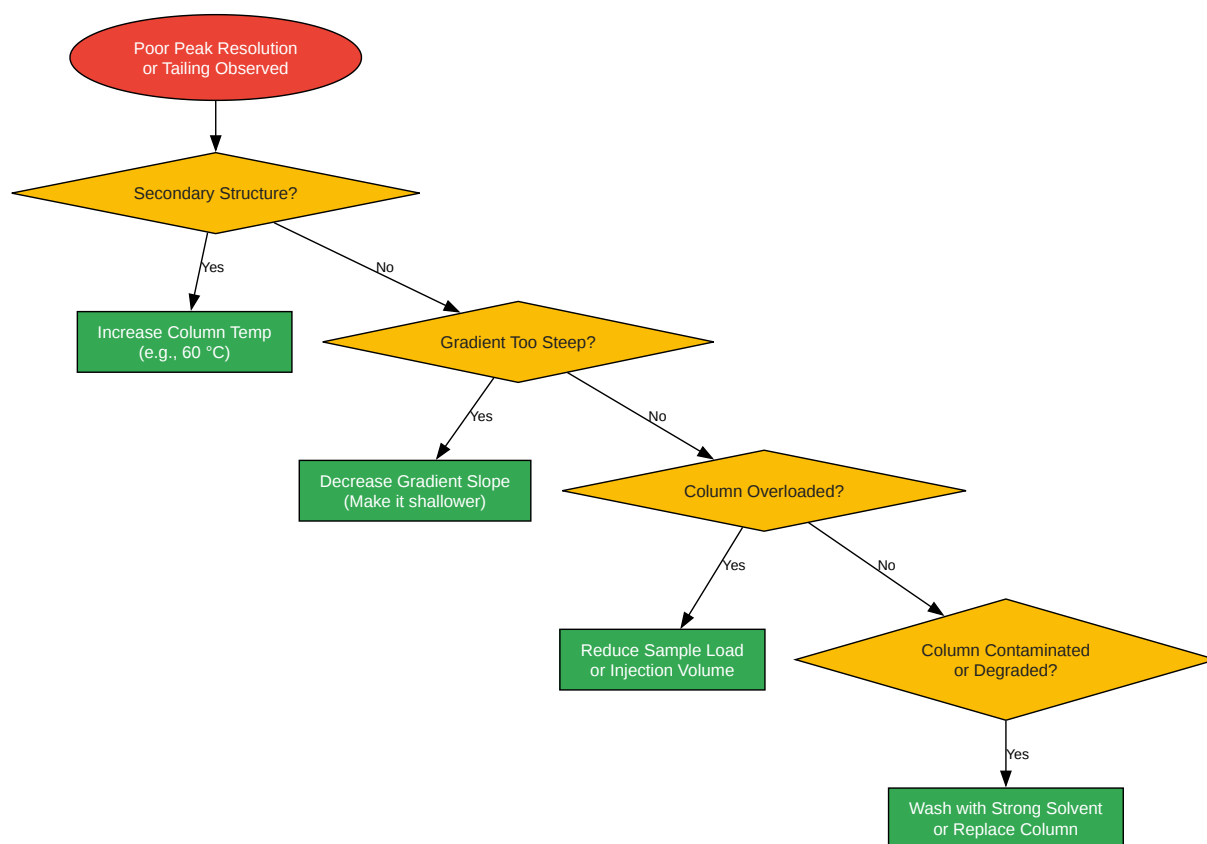 Poor Peak Resolution
or Tailing Observed
Secondary Structure?
Yes
No
Increase Column Temp
(e.g., 60 °C)
Gradient Too Steep?
Yes
No
Decrease Gradient Slope
(Make it shallower)
Column Overloaded?
Yes
No
Reduce Sample Load
or Injection Volume
Column Contaminated
or Degraded?
Yes
Wash with Strong Solvent
or Replace Column